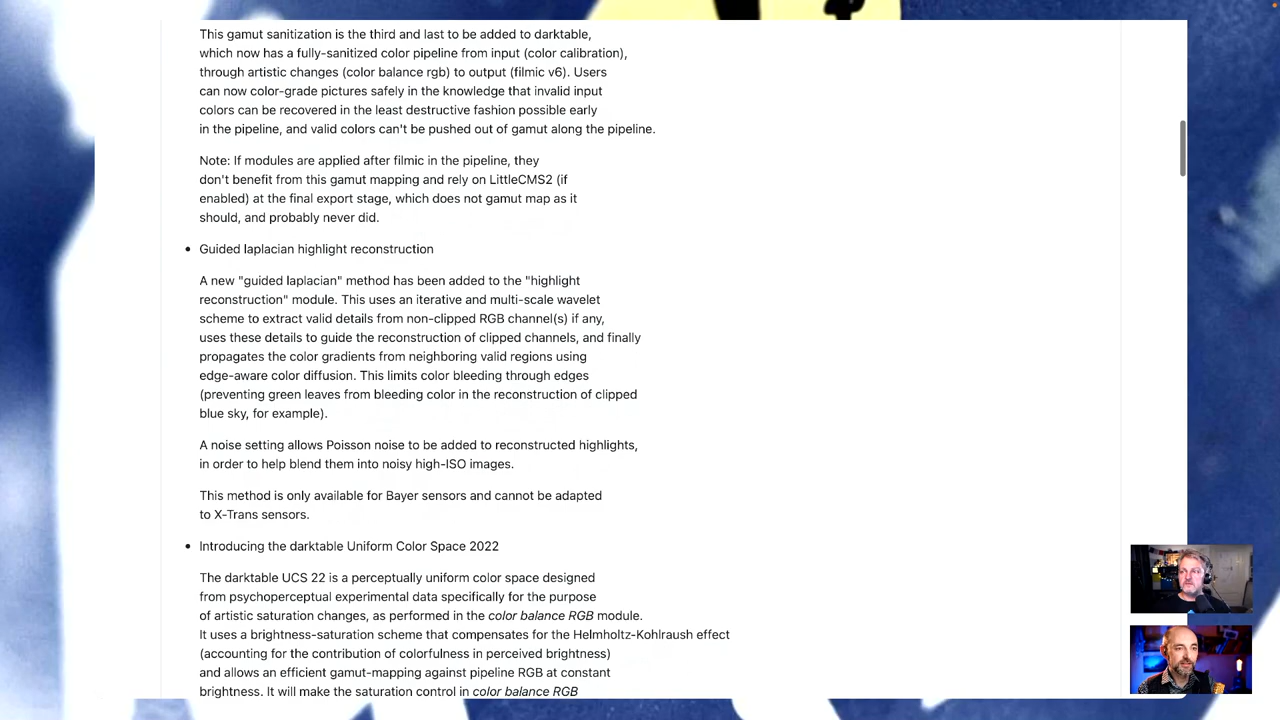 This gamut sanitization is the third and last to be added to darktable,
which now has a fully-sanitized color pipeline from input (color calibration),
through artistic changes (color balance rgb) to output (filmic v6). Users
can now color-grade pictures safely in the knowledge that invalid input
colors can be recovered in the least destructive fashion possible early
in the pipeline, and valid colors can't be pushed out of gamut along the pipeline.
Note: If modules are applied after filmic in the pipeline, they
don't benefit from this gamut mapping and rely on LittleCMS2 (if
enabled) at the final export stage, which does not gamut map as it
should, and probably never did.
• Guided laplacian highlight reconstruction
A new "guided laplacian" method has been added to the "highlight
reconstruction" module. This uses an iterative and multi-scale wavelet
scheme to extract valid details from non-clipped RGB channel(s) if any,
uses these details to guide the reconstruction of clipped channels, and finally
propagates the color gradients from neighboring valid regions using
edge-aware color diffusion. This limits color bleeding through edges
(preventing green leaves from bleeding color in the reconstruction of clipped
blue sky, for example).
A noise setting allows Poisson noise to be added to reconstructed highlights,
in order to help blend them into noisy high-ISO images.
This method is only available for Bayer sensors and cannot be adapted
to X-Trans sensors.
• Introducing the darktable Uniform Color Space 2022
The darktable UCS 22 is a perceptually uniform color space designed
from psychoperceptual experimental data specifically for the purpose
of artistic saturation changes, as performed in the color balance RGB module.
It uses a brightness-saturation scheme that compensates for the Helmholtz-Kohlraush effect
(accounting for the contribution of colorfulness in perceived brightness)
and allows an efficient gamut-mapping against pipeline RGB at constant
brightness. It will make the saturation control in color balance RGB